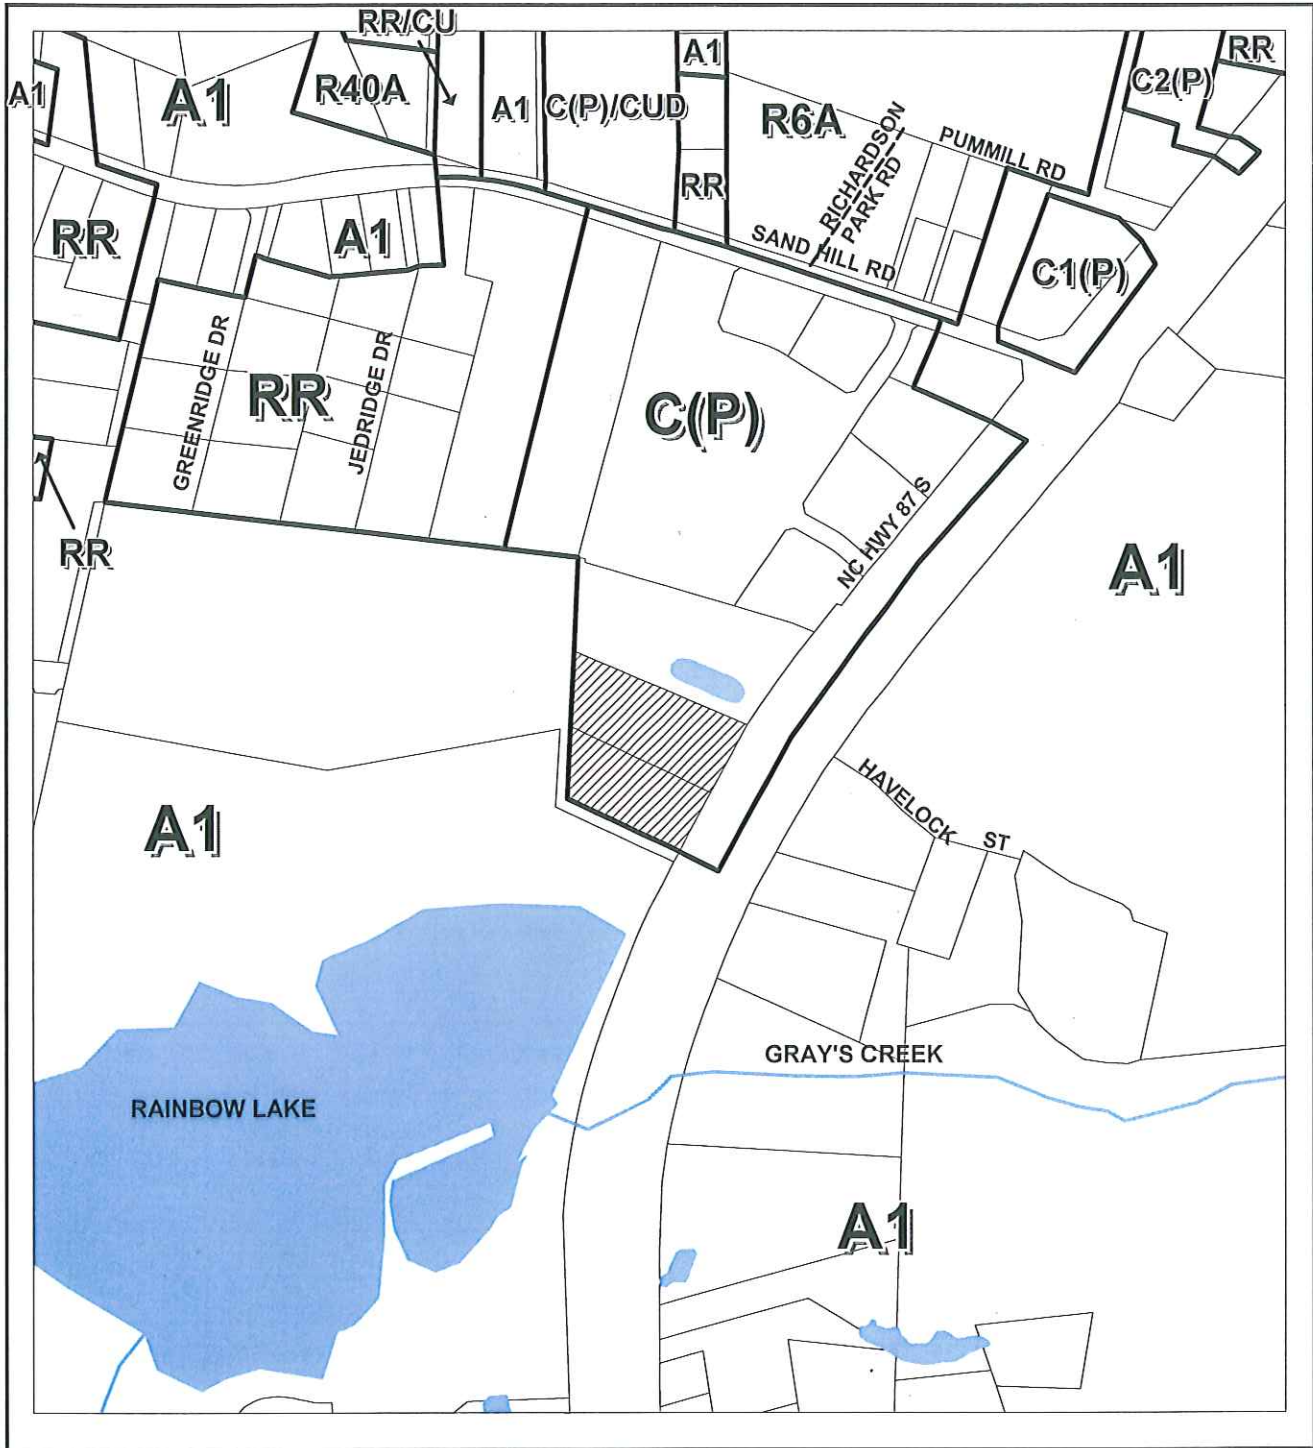 RR/CU
A1
RR
A1
A1
R40A
A1
C(P)/CUD
R6A
C2(P)
RICHARDSON
PARK RD
PUMMILL RD
RR
RR
A1
SAND HILL RD
C1(P)
GREENRIDGE DR
RR
JEDRIDGE DR
C(P)
NC HWY 87 S
RR
A1
HAVELOCK ST
A1
GRAY'S CREEK
RAINBOW LAKE
A1